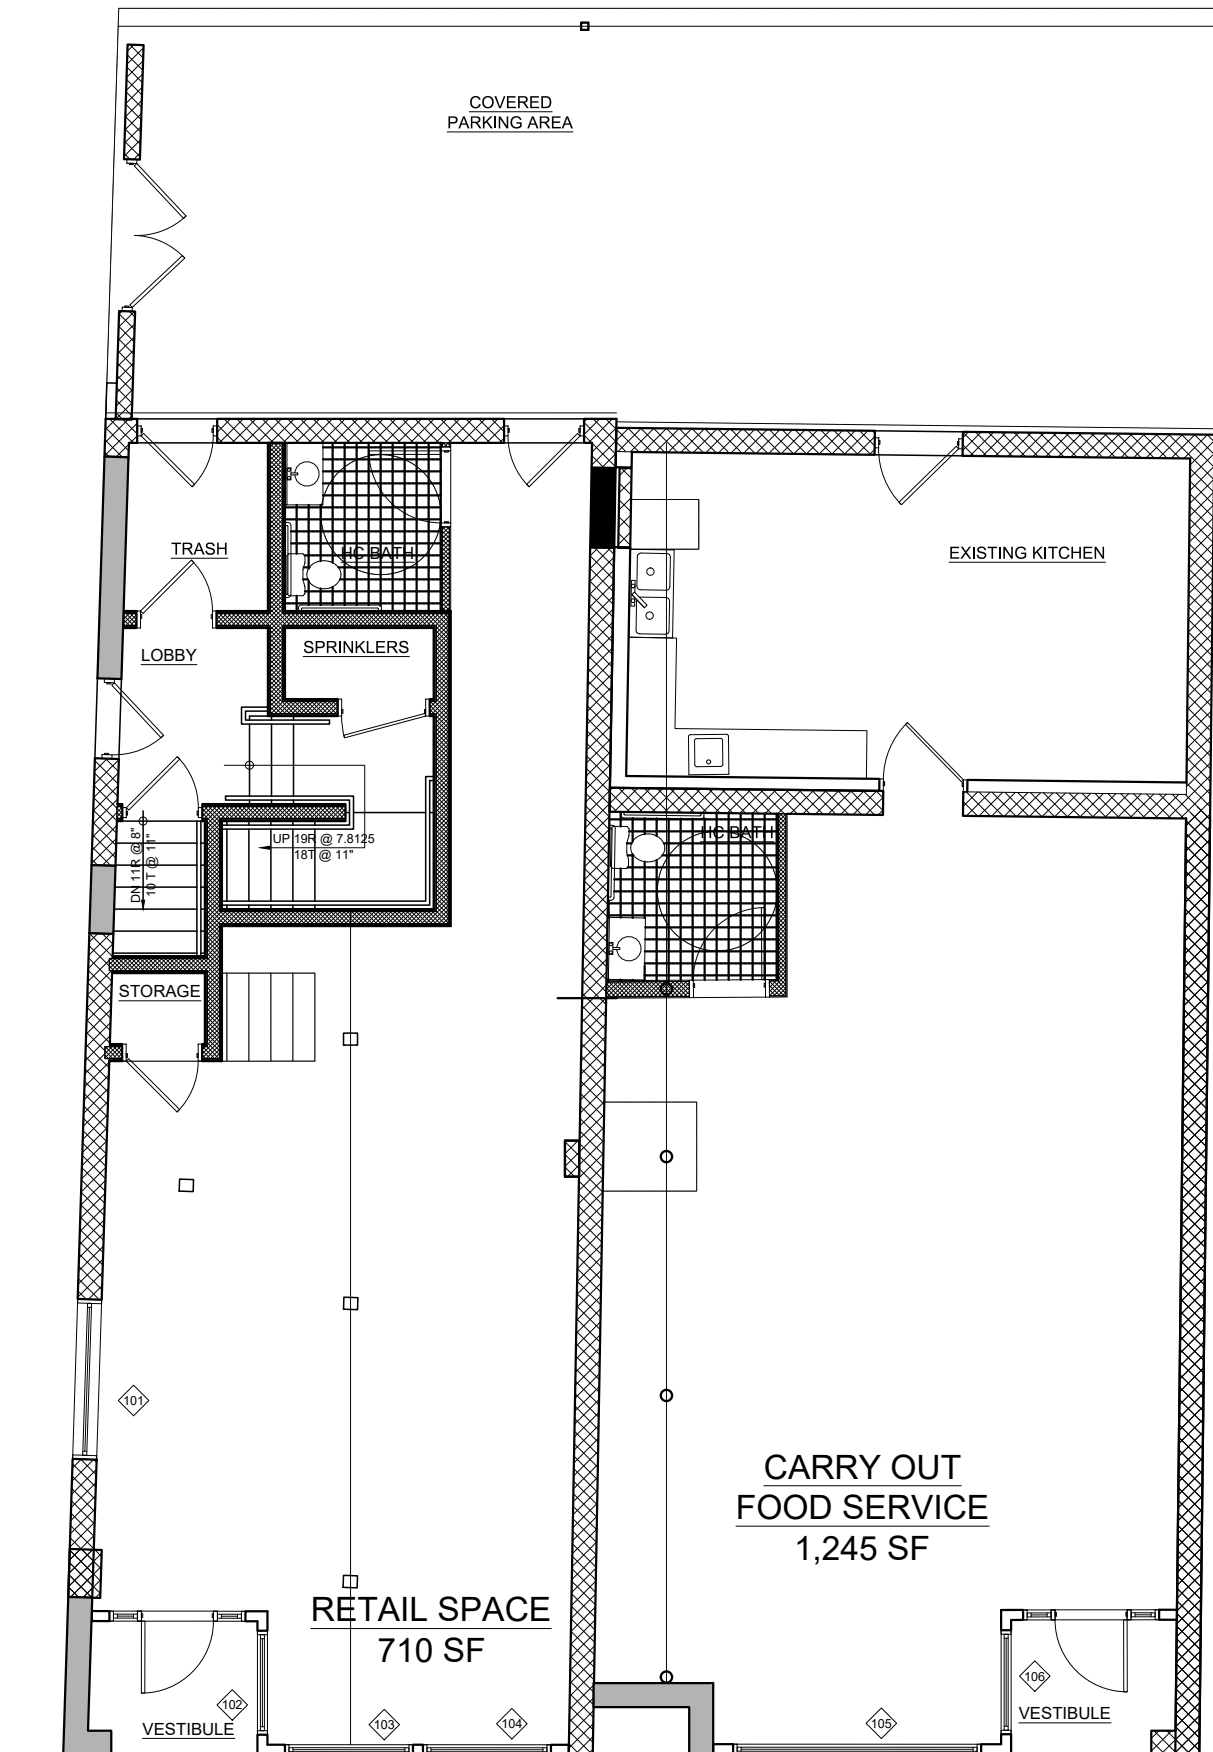 COVERED
PARKING AREA
TRASH
HC BATH
EXISTING KITCHEN
LOBBY
SPRINKLERS
HC BATH
UP 19R @ 7.8125
18T @ 11"
DN 11R @ 8"
10 T @ 11"
STORAGE
101
CARRY OUT
FOOD SERVICE
1,245 SF
RETAIL SPACE
710 SF
102
VESTIBULE
103
104
105
106
VESTIBULE